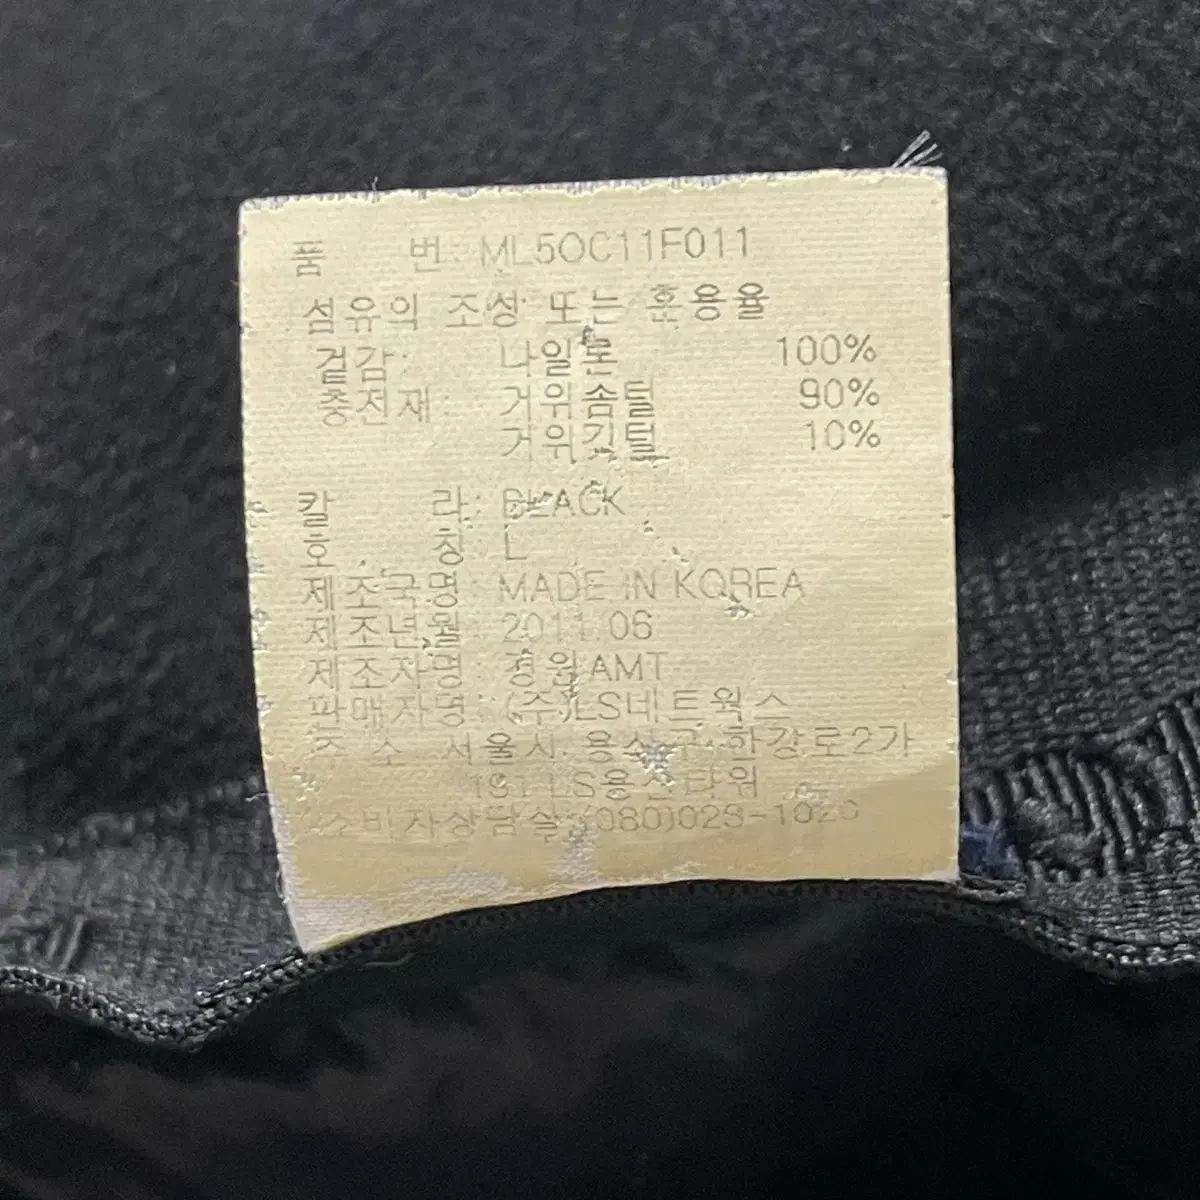 품 번: ML5OC11F011
섬유의 조성 또는 혼용율
겉감: 나일론 100%
충전재: 거위솜털 90%
거위깃털 10%
칼 라: BLACK
호 칭: L
제조국명: MADE IN KOREA
제조년월: 2011.06
제조자명: 경원AMT
판매자명: (주)LS네트웍스
주 소 서울시 용산구 한강로2가
191 LS용산타워
소비자상담실: